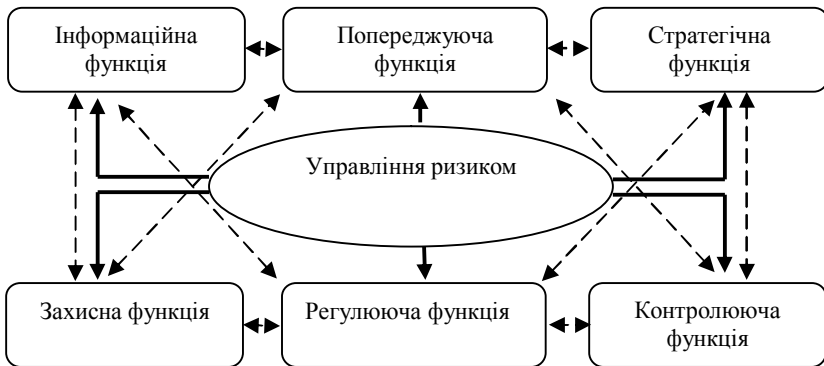 Інформаційна
функція
Попереджуюча
функція
Стратегічна
функція
Управління ризиком
Захисна функція
Регулююча функція
Контролююча
функція